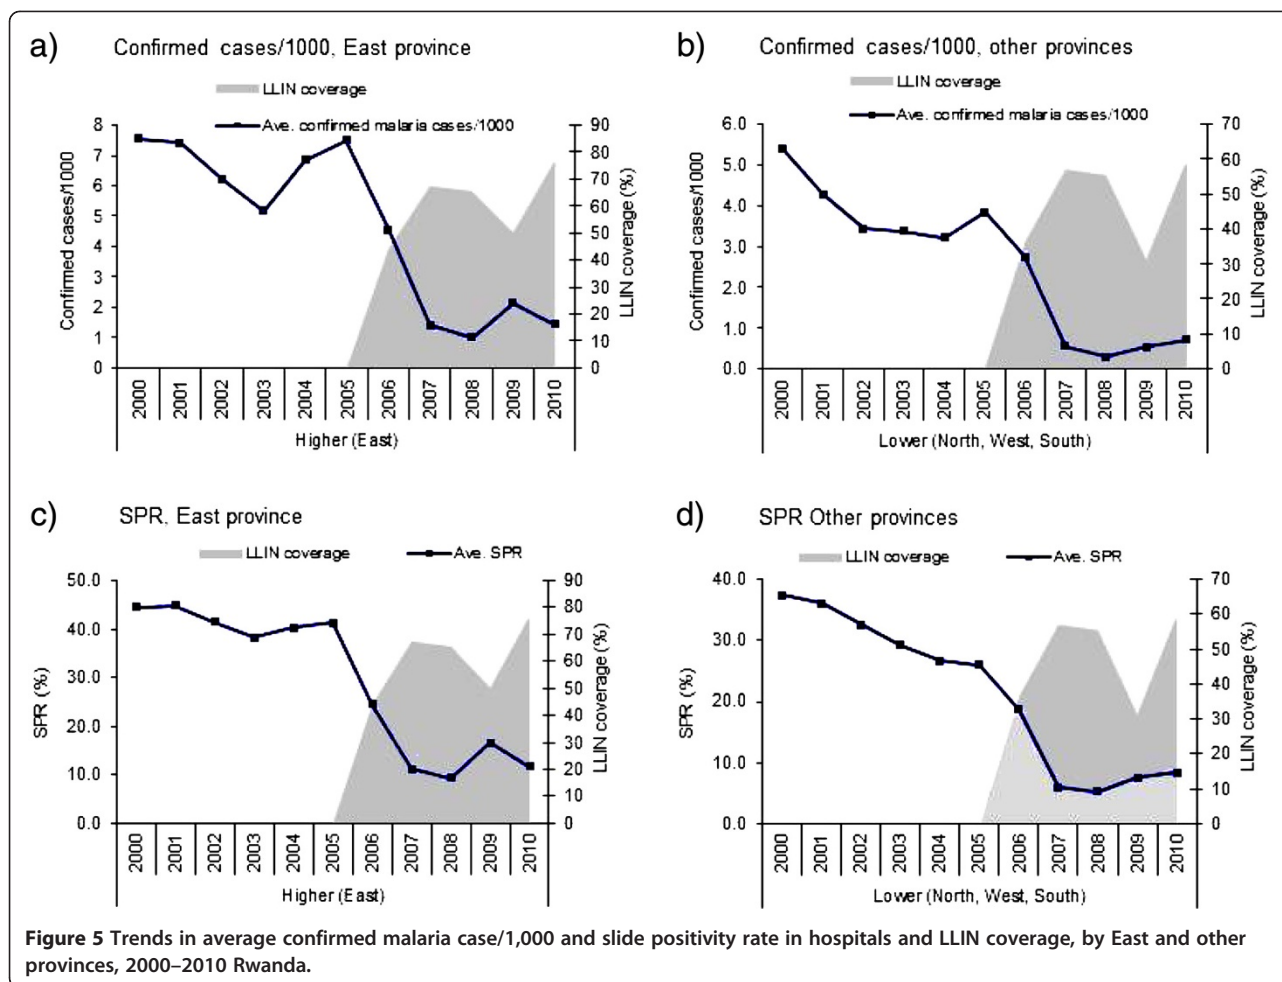 a) Confirmed cases/1000, East province
LLIN coverage
Ave. confirmed malaria cases/1000
Confirmed cases/1000
8
7
6
5
4
3
2
1
0
LLIN coverage (%)
90
80
70
60
50
40
30
20
10
0
2000 2001 2002 2003 2004 2005 2006 2007 2008 2009 2010
Higher (East)
b) Confirmed cases/1000, other provinces
LLIN coverage
Ave. confirmed malaria cases/1000
Confirmed cases/1000
6.0
5.0
4.0
3.0
2.0
1.0
0.0
LLIN coverage (%)
70
60
50
40
30
20
10
0
2000 2001 2002 2003 2004 2005 2006 2007 2008 2009 2010
Lower (North, West, South)
c) SPR, East province
LLIN coverage Ave. SPR
SPR (%)
50.0
40.0
30.0
20.0
10.0
0.0
LLIN coverage (%)
90
80
70
60
50
40
30
20
10
0
2000 2001 2002 2003 2004 2005 2006 2007 2008 2009 2010
Higher (East)
d) SPR Other provinces
LLIN coverage Ave. SPR
SPR (%)
40.0
30.0
20.0
10.0
0.0
LLIN coverage (%)
70
60
50
40
30
20
10
0
2000 2001 2002 2003 2004 2005 2006 2007 2008 2009 2010
Lower (North, West, South)
Figure 5 Trends in average confirmed malaria case/1,000 and slide positivity rate in hospitals and LLIN coverage, by East and other
provinces, 2000–2010 Rwanda.